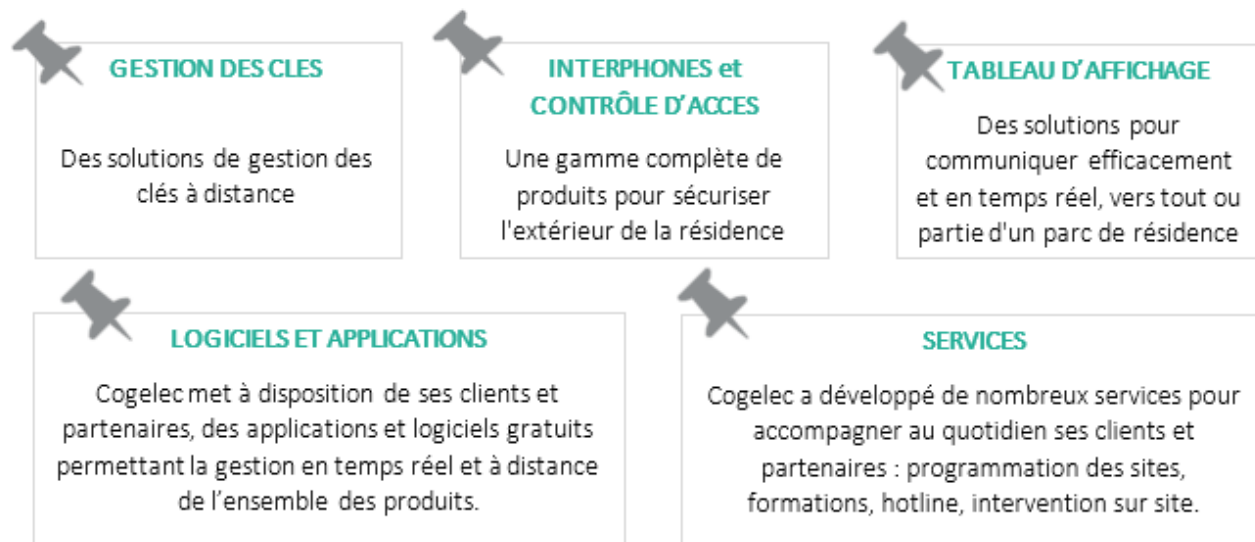 GESTION DES CLES
Des solutions de gestion des
clés à distance
INTERPHONES et
CONTRÔLE D'ACCES
Une gamme complète de
produits pour sécuriser
l'extérieur de la résidence
TABLEAU D'AFFICHAGE
Des solutions pour
communiquer efficacement
et en temps réel, vers tout ou
partie d'un parc de résidence
LOGICIELS ET APPLICATIONS
Cogelec met à disposition de ses clients et
partenaires, des applications et logiciels gratuits
permettant la gestion en temps réel et à distance
de l'ensemble des produits.
SERVICES
Cogelec a développé de nombreux services pour
accompagner au quotidien ses clients et
partenaires : programmation des sites,
formations, hotline, intervention sur site.